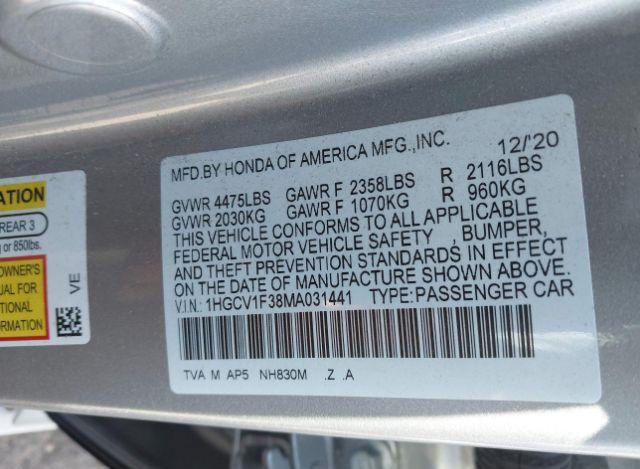 MFD.BY HONDA OF AMERICA MFG.,INC. 12/'20
GVWR 4475LBS GAWR F 2358LBS R 2116LBS
GVWR 2030KG GAWR F 1070KG R 960KG
THIS VEHICLE CONFORMS TO ALL APPLICABLE
FEDERAL MOTOR VEHICLE SAFETY , BUMPER,
AND THEFT PREVENTION STANDARDS IN EFFECT
ON THE DATE OF MANUFACTURE SHOWN ABOVE.
V.I.N.: 1HGCV1F38MA031441 TYPE:PASSENGER CAR
TVA M AP5 NH830M .Z .A
ATION
REAR 3
g or 850lbs.
OWNER'S
UAL FOR
TIONAL
ORMATION
VE